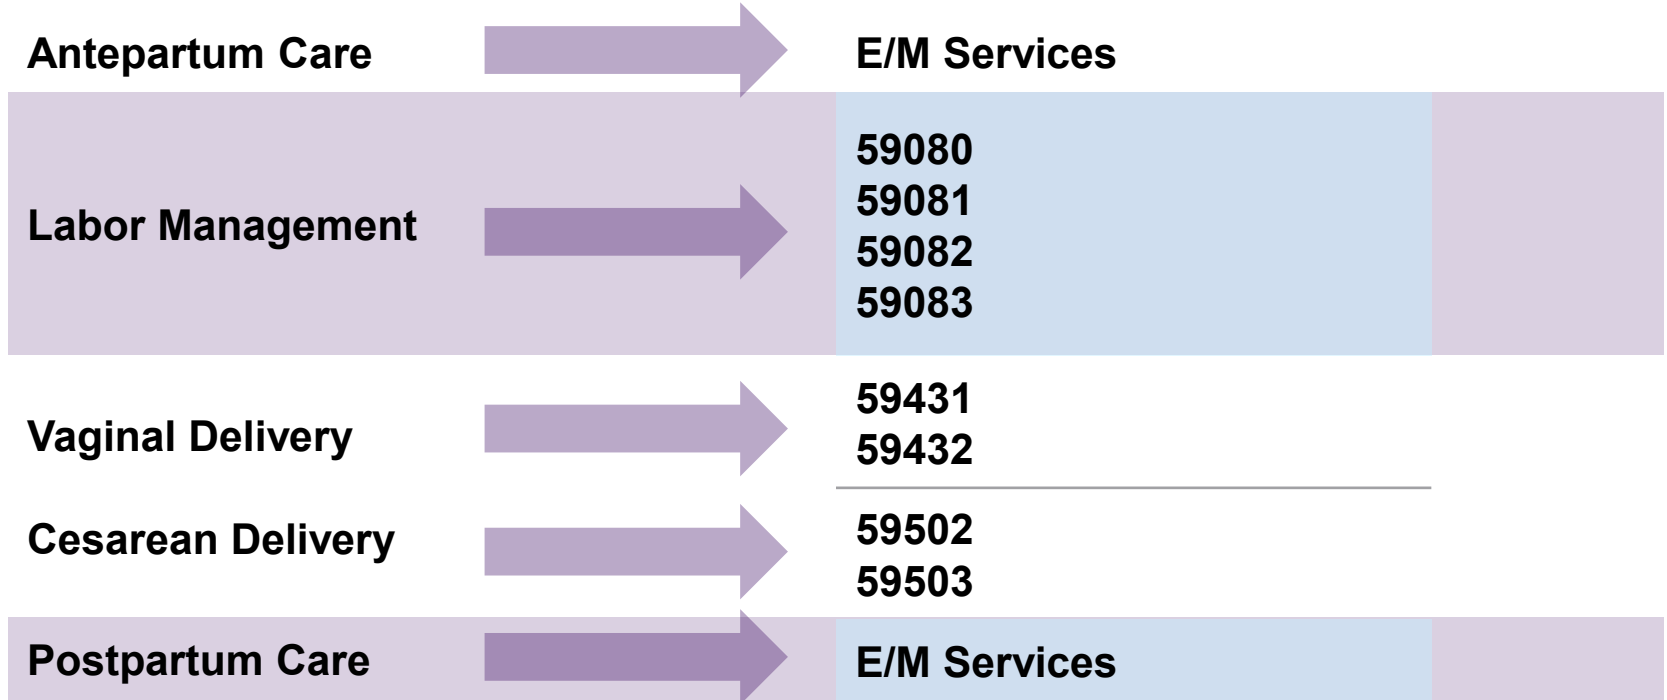 Antepartum Care
E/M Services
Labor Management
59080
59081
59082
59083
Vaginal Delivery
59431
59432
Cesarean Delivery
59502
59503
Postpartum Care
E/M Services